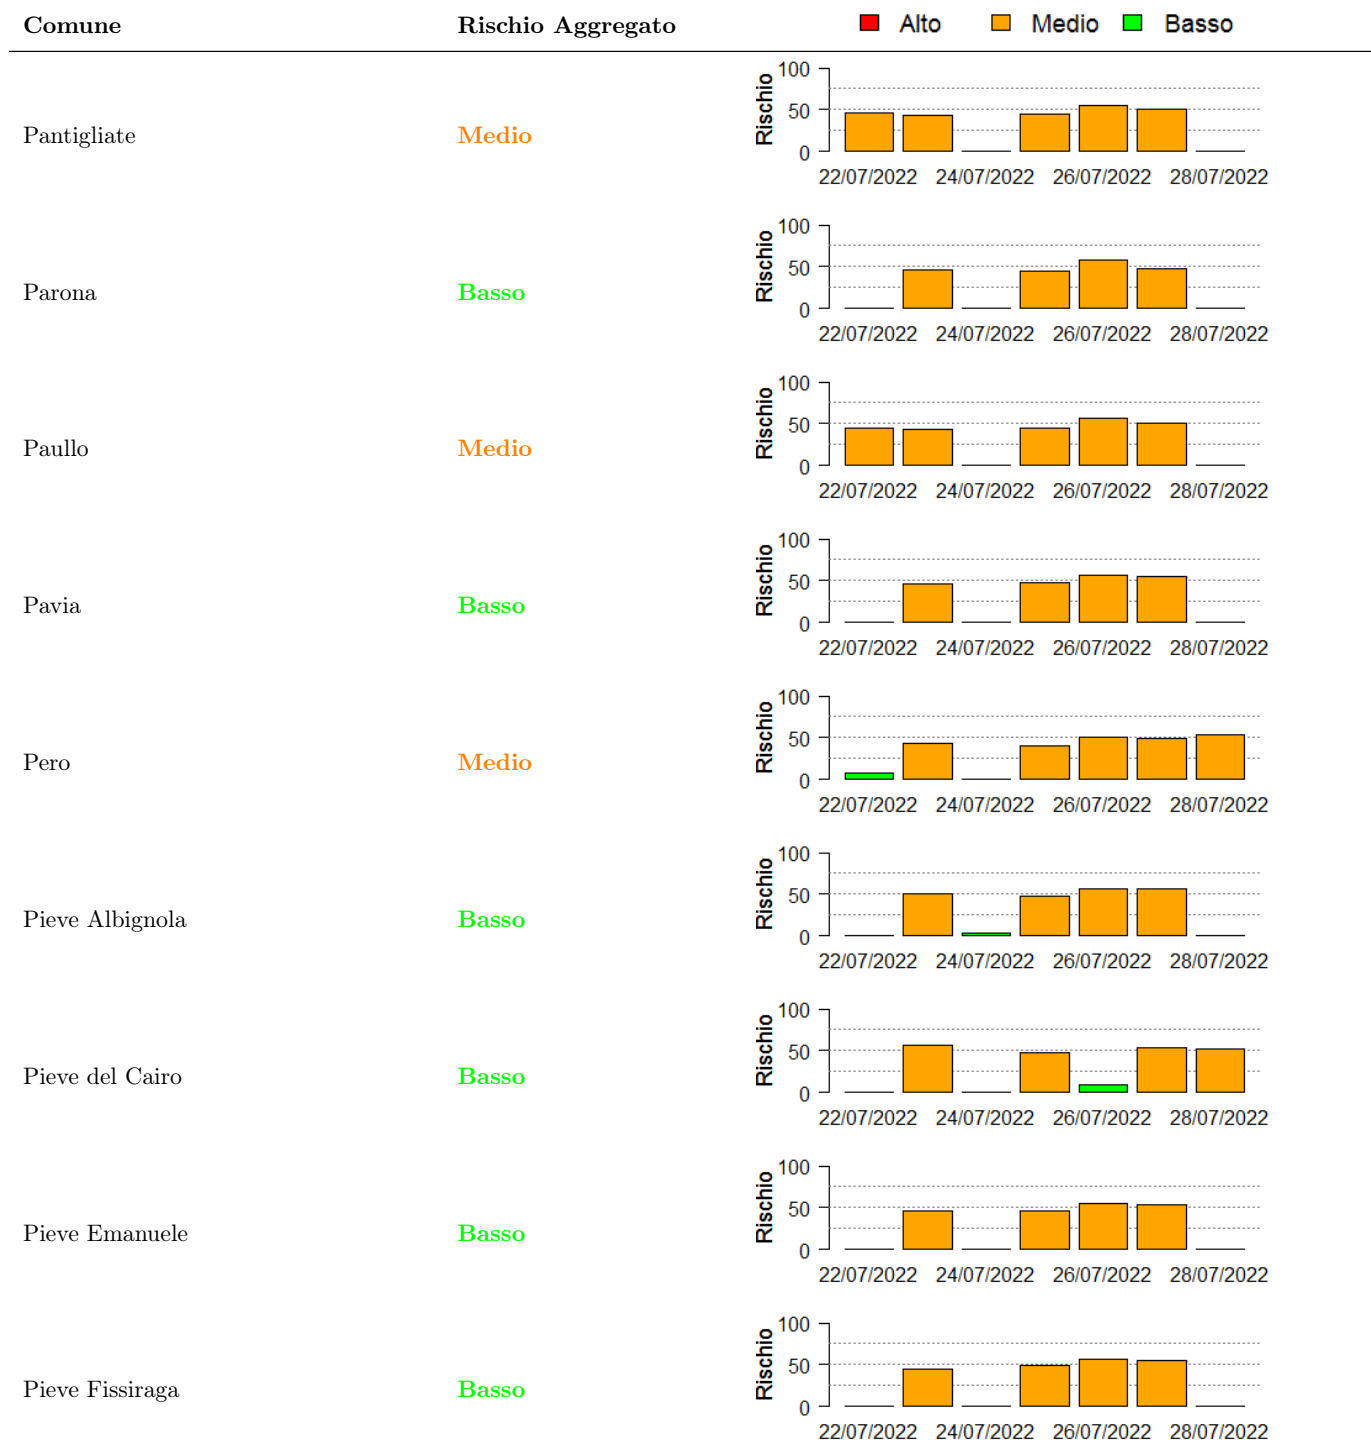 Comune Rischio Aggregato Alto Medio Basso
Pantigliate Medio
Rischio
100
50
0
22/07/2022 24/07/2022 26/07/2022 28/07/2022
Parona Basso
Rischio
100
50
0
22/07/2022 24/07/2022 26/07/2022 28/07/2022
Paullo Medio
Rischio
100
50
0
22/07/2022 24/07/2022 26/07/2022 28/07/2022
Pavia Basso
Rischio
100
50
0
22/07/2022 24/07/2022 26/07/2022 28/07/2022
Pero Medio
Rischio
100
50
0
22/07/2022 24/07/2022 26/07/2022 28/07/2022
Pieve Albignola Basso
Rischio
100
50
0
22/07/2022 24/07/2022 26/07/2022 28/07/2022
Pieve del Cairo Basso
Rischio
100
50
0
22/07/2022 24/07/2022 26/07/2022 28/07/2022
Pieve Emanuele Basso
Rischio
100
50
0
22/07/2022 24/07/2022 26/07/2022 28/07/2022
Pieve Fissiraga Basso
Rischio
100
50
0
22/07/2022 24/07/2022 26/07/2022 28/07/2022